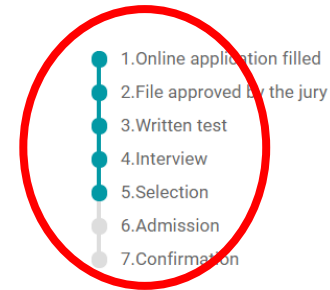 1.Online application filled
2.File approved by the jury
3.Written test
4.Interview
5.Selection
6.Admission
7.Confirmation